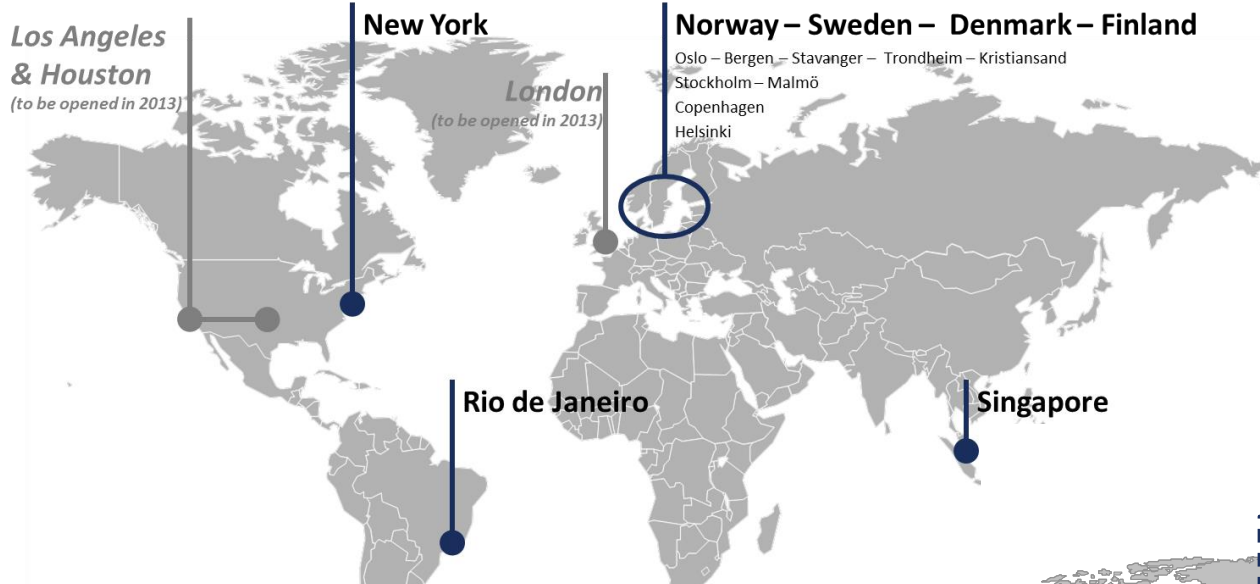 Los Angeles
& Houston
(to be opened in 2013)
New York
London
(to be opened in 2013)
Norway – Sweden – Denmark – Finland
Oslo – Bergen – Stavanger – Trondheim – Kristiansand
Stockholm – Malmö
Copenhagen
Helsinki
Rio de Janeiro
Singapore